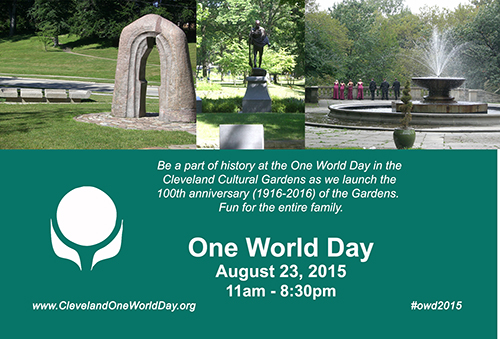 Be a part of history at the One World Day in the
Cleveland Cultural Gardens as we launch the
100th anniversary (1916-2016) of the Gardens.
Fun for the entire family.
One World Day
August 23, 2015
11am - 8:30pm
www.ClevelandOneWorldDay.org
#owd2015